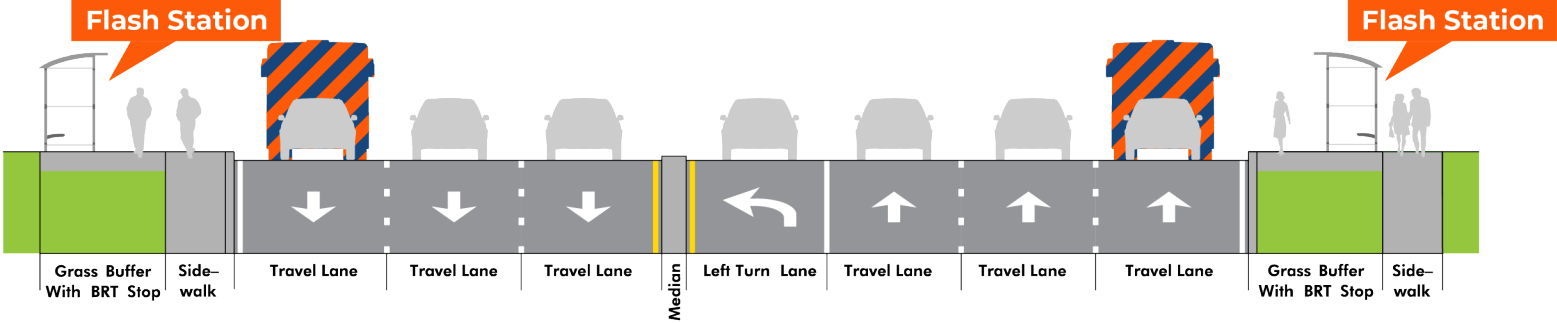 Flash Station
Flash Station
Grass Buffer
With BRT Stop
Side–
walk
Travel Lane
Travel Lane
Travel Lane
Median
Left Turn Lane
Travel Lane
Travel Lane
Travel Lane
Grass Buffer
With BRT Stop
Side–
walk